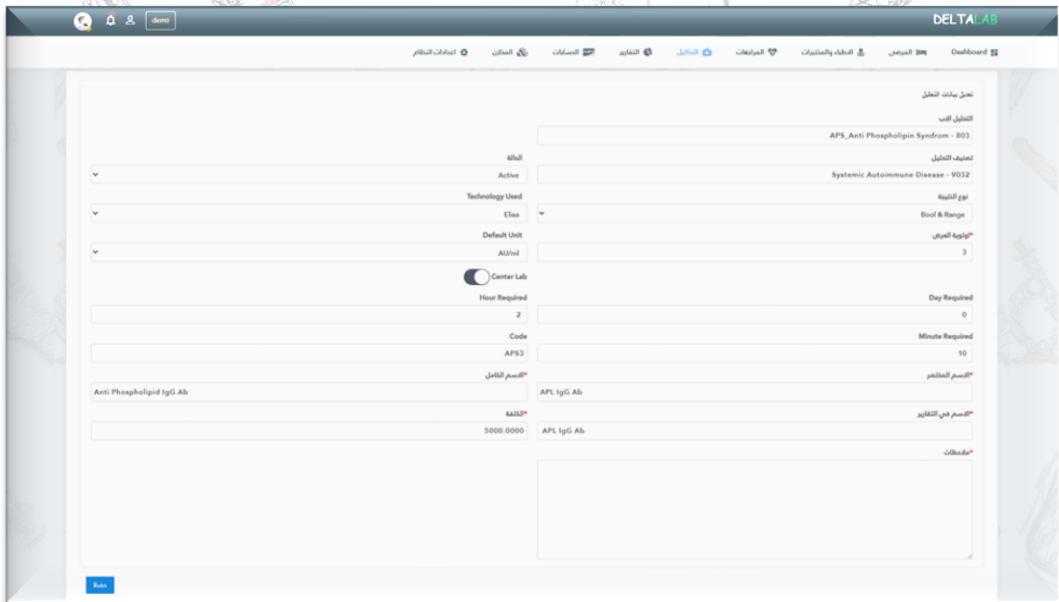 DELTALAB
demo
Dashboard
المرضى
الاطباء والمختبرات
المراجعات
التحاليل
التقارير
الحسابات
المخازن
اعدادات النظام
تعديل بيانات التحليل
التحليل الاب
APS_Anti Phospholipin Syndrom - 803
تصنيف التحليل
الحالة
Systemic Autoimmune Disease - 9032
Active
نوع النتيجة
Technology Used
Bool & Range
Elisa
*اولوية العرض
Default Unit
3
AU/ml
Center Lab
Day Required
Hour Required
0
2
Minute Required
Code
10
APS3
*الاسم المختصر
*الاسم الكامل
APL IgG Ab
Anti Phospholipid IgG Ab
*الاسم في التقارير
*الكلفة
APL IgG Ab
5000.0000
*ملاحظات
حفظ